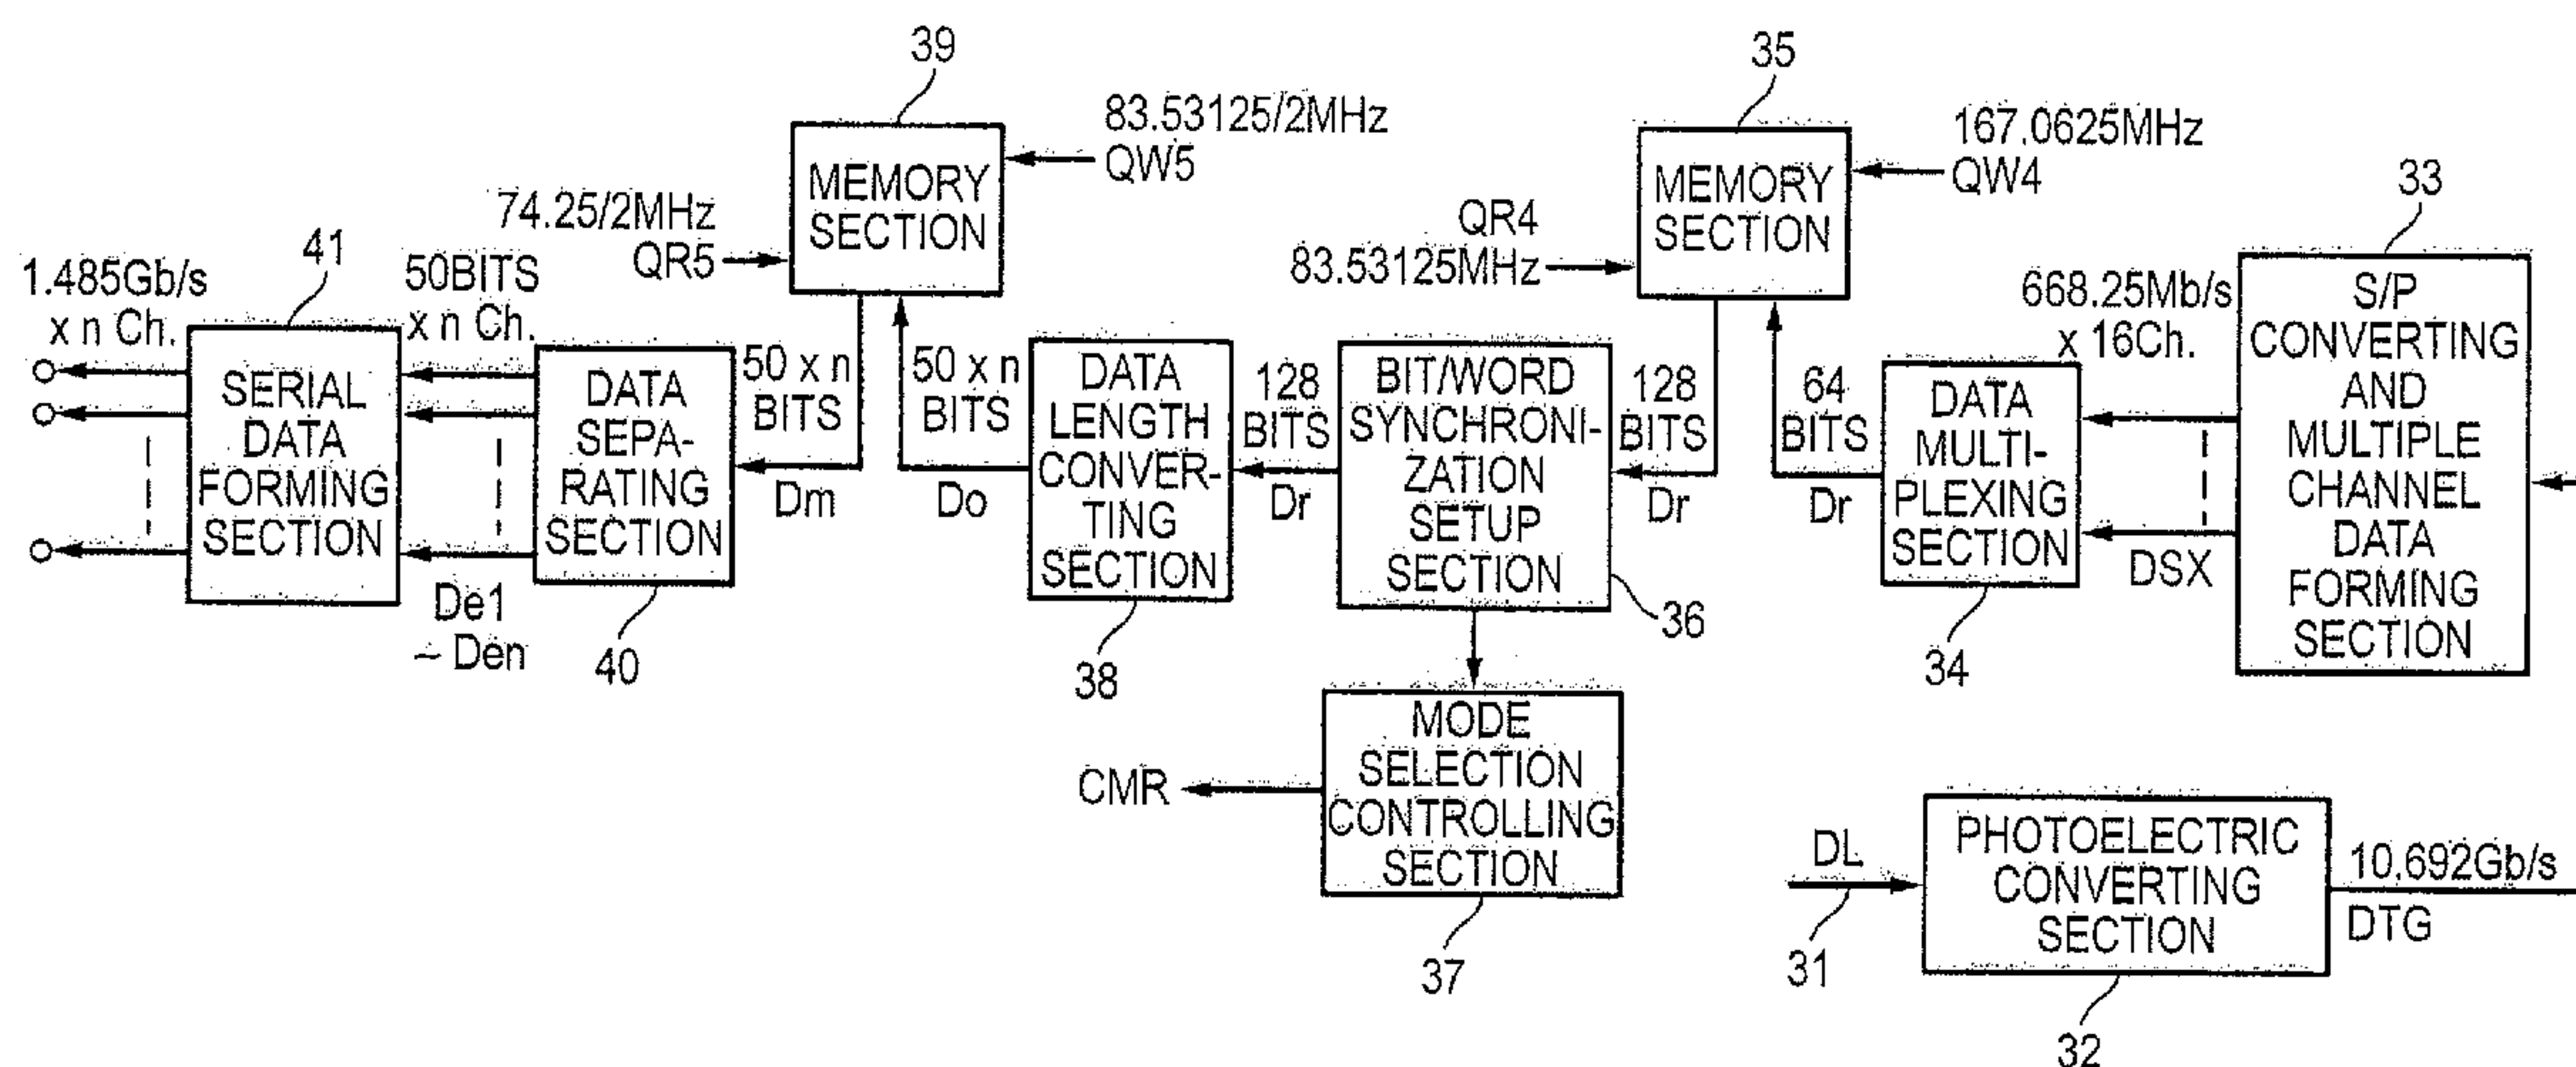 39
83.53125/2MHz
QW5
MEMORY
SECTION
74.25/2MHz
QR5
35
167.0625MHz
QW4
MEMORY
SECTION
QR4
83.53125MHz
33
S/P
CONVERTING
AND
MULTIPLE
CHANNEL
DATA
FORMING
SECTION
1.485Gb/s
x n Ch.
41
SERIAL
DATA
FORMING
SECTION
50BITS
x n Ch.
De1
~ Den
DATA
SEPA-
RATING
SECTION
40
50 x n
BITS
Dm
50 x n
BITS
Do
DATA
LENGTH
CONVER-
TING
SECTION
38
128
BITS
Dr
BIT/WORD
SYNCHRONI-
ZATION
SETUP
SECTION
36
128
BITS
Dr
64
BITS
Dr
DATA
MULTI-
PLEXING
SECTION
34
668.25Mb/s
x 16Ch.
DSX
CMR
MODE
SELECTION
CONTROLLING
SECTION
37
DL
31
PHOTOELECTRIC
CONVERTING
SECTION
32
10.692Gb/s
DTG